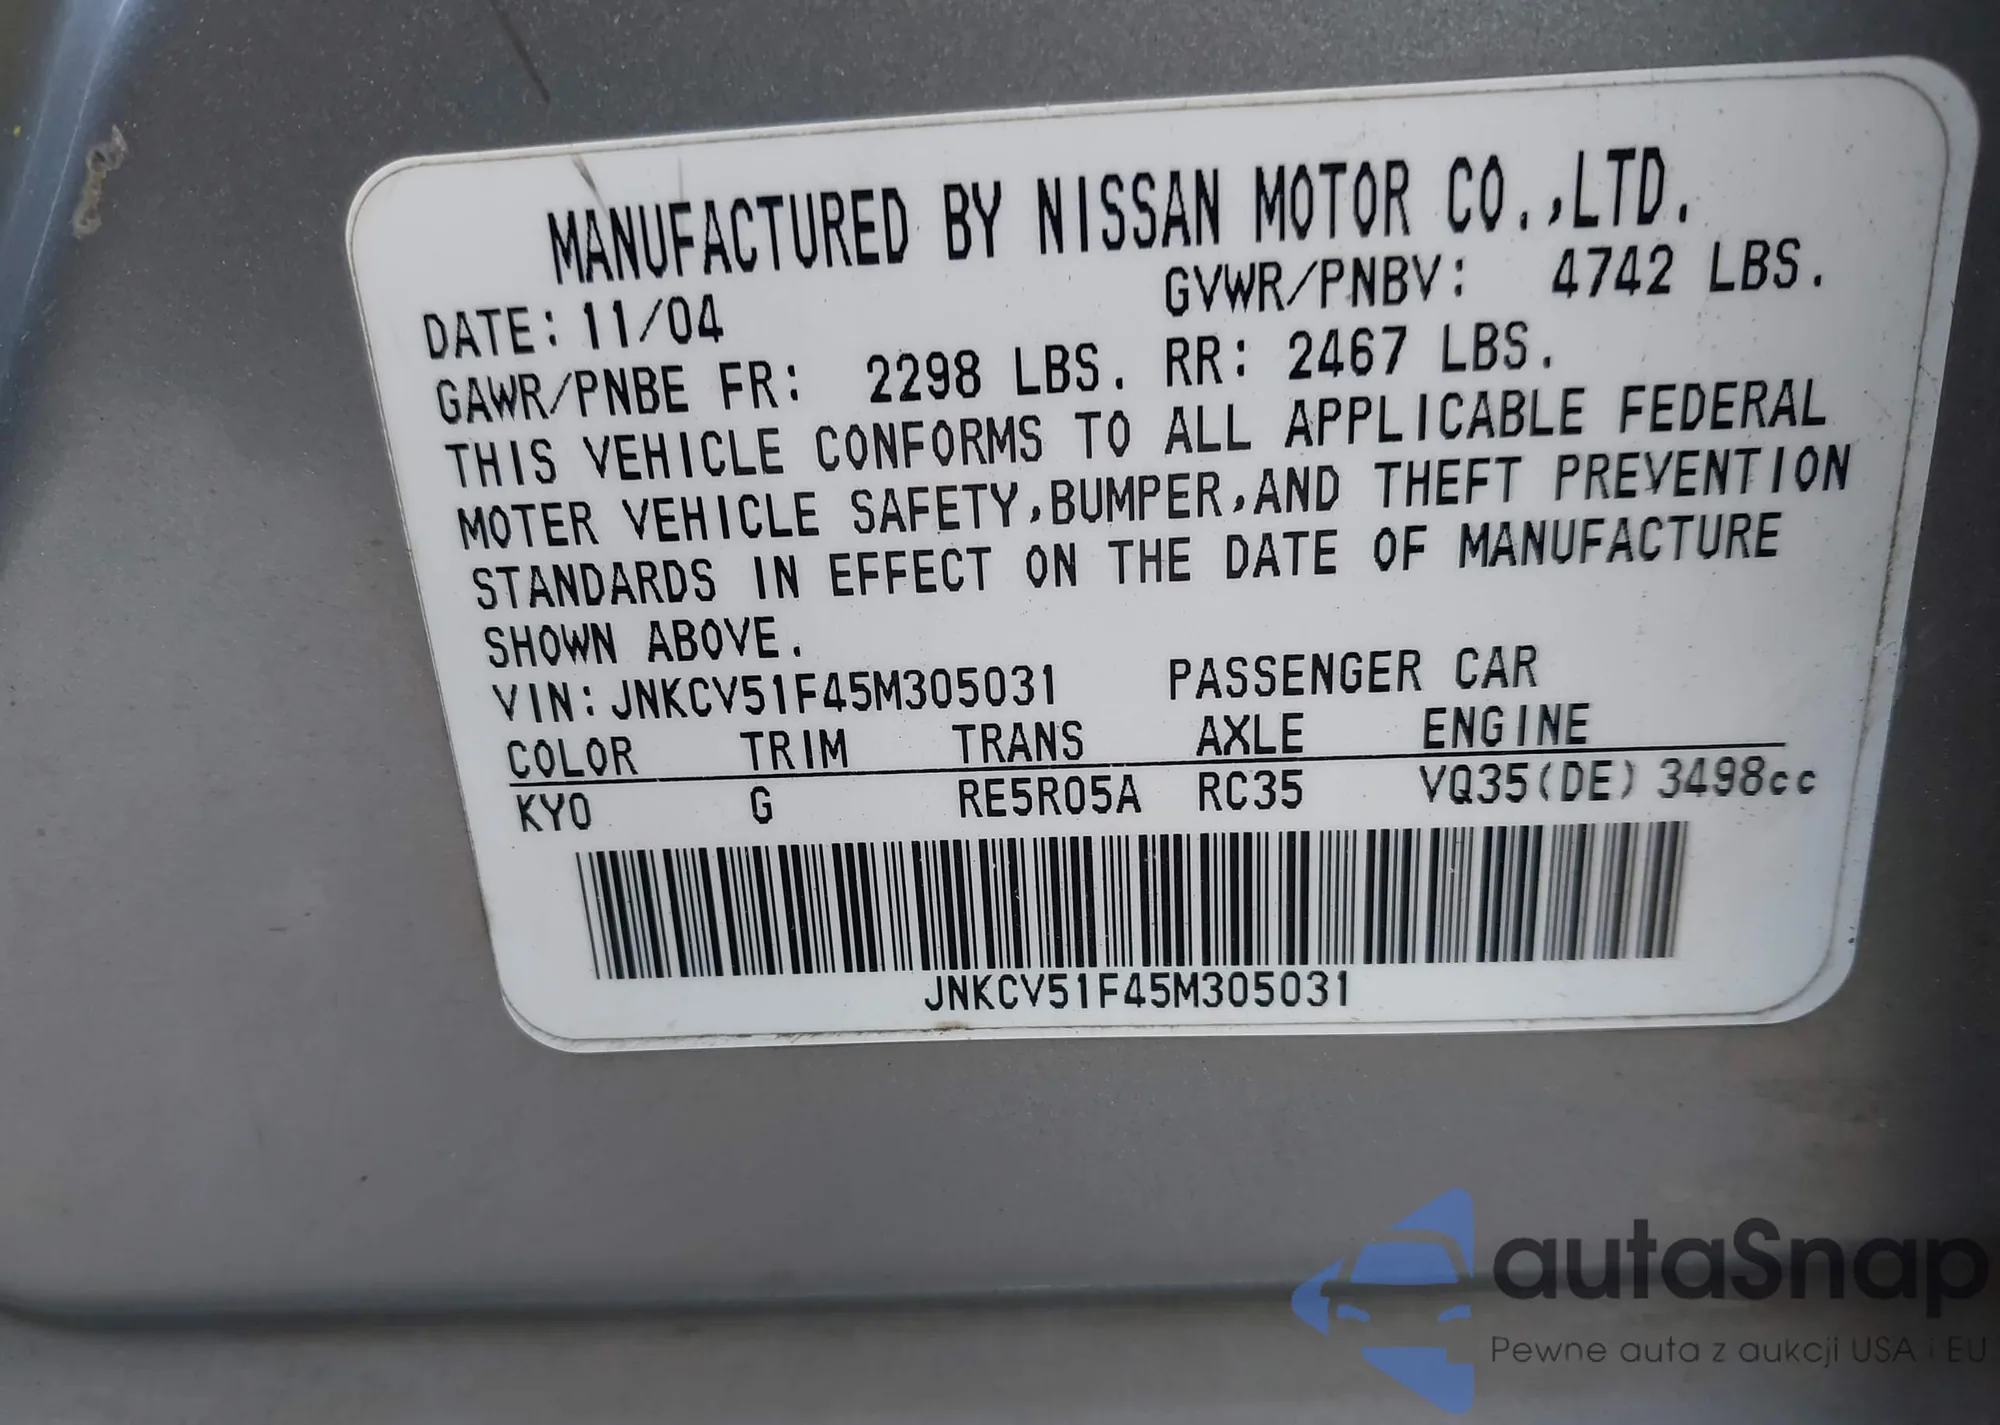 MANUFACTURED BY NISSAN MOTOR CO.,LTD.
DATE: 11/04 GVWR/PNBV: 4742 LBS.
GAWR/PNBE FR: 2298 LBS. RR: 2467 LBS.
THIS VEHICLE CONFORMS TO ALL APPLICABLE FEDERAL
MOTER VEHICLE SAFETY,BUMPER,AND THEFT PREVENTION
STANDARDS IN EFFECT ON THE DATE OF MANUFACTURE
SHOWN ABOVE.
VIN: JNKCV51F45M305031 PASSENGER CAR
COLOR TRIM TRANS AXLE ENGINE
KY0 G RE5R05A RC35 VQ35(DE) 3498cc
JNKCV51F45M305031
autaSnap
Pewne auta z aukcji USA i EU